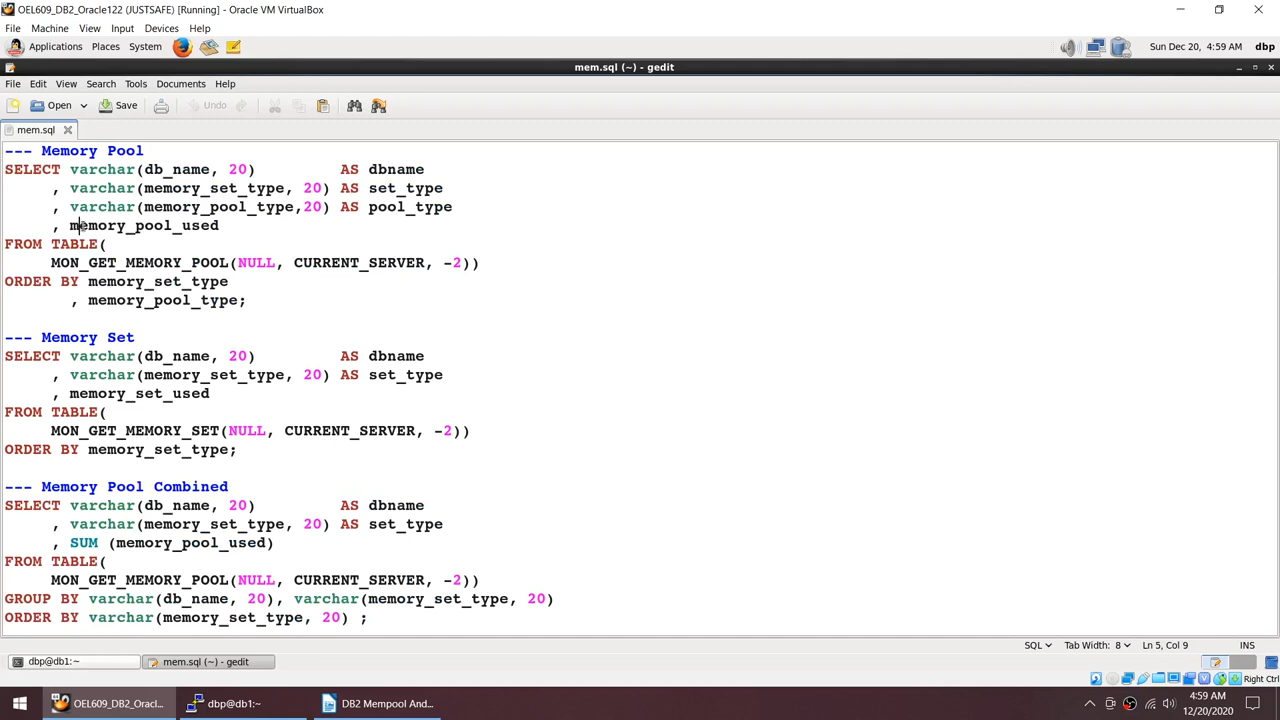 OEL609_DB2_Oracle122 (JUSTSAFE) [Running] - Oracle VM VirtualBox
File Machine View Input Devices Help
Applications Places System Sun Dec 20, 4:59 AM dbp
mem.sql (~) - gedit
File Edit View Search Tools Documents Help
Open Save Undo
mem.sql
--- Memory Pool
SELECT varchar(db_name, 20) AS dbname
, varchar(memory_set_type, 20) AS set_type
, varchar(memory_pool_type,20) AS pool_type
, memory_pool_used
FROM TABLE(
MON_GET_MEMORY_POOL(NULL, CURRENT_SERVER, -2))
ORDER BY memory_set_type
, memory_pool_type;
--- Memory Set
SELECT varchar(db_name, 20) AS dbname
, varchar(memory_set_type, 20) AS set_type
, memory_set_used
FROM TABLE(
MON_GET_MEMORY_SET(NULL, CURRENT_SERVER, -2))
ORDER BY memory_set_type;
--- Memory Pool Combined
SELECT varchar(db_name, 20) AS dbname
, varchar(memory_set_type, 20) AS set_type
, SUM (memory_pool_used)
FROM TABLE(
MON_GET_MEMORY_POOL(NULL, CURRENT_SERVER, -2))
GROUP BY varchar(db_name, 20), varchar(memory_set_type, 20)
ORDER BY varchar(memory_set_type, 20) ;
SQL Tab Width: 8 Ln 5, Col 9 INS
dbp@db1:~ mem.sql (~) - gedit
Right Ctrl
OEL609_DB2_Oracl... dbp@db1:~ DB2 Mempool And... 4:59 AM
12/20/2020